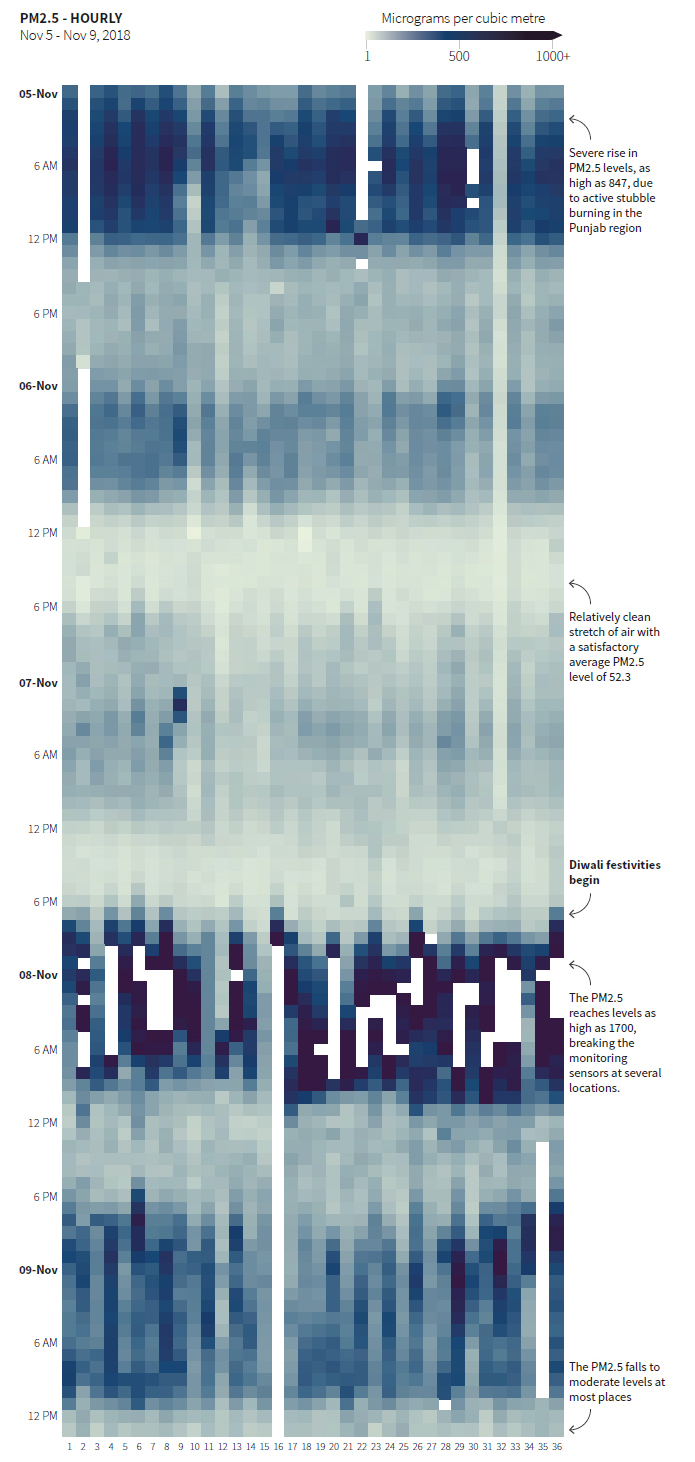 PM2.5 - HOURLY
Nov 5 - Nov 9, 2018
Micrograms per cubic metre
1 500 1000+
05-Nov
Severe rise in
PM2.5 levels, as
high as 847, due
to active stubble
burning in the
Punjab region
6 AM
12 PM
6 PM
06-Nov
6 AM
12 PM
6 PM
Relatively clean
stretch of air with
a satisfactory
average PM2.5
level of 52.3
07-Nov
6 AM
12 PM
Diwali festivities
begin
6 PM
08-Nov
The PM2.5
reaches levels as
high as 1700,
breaking the
monitoring
sensors at several
locations.
6 AM
12 PM
6 PM
09-Nov
6 AM
The PM2.5 falls to
moderate levels at
most places
12 PM
1 2 3 4 5 6 7 8 9 10 11 12 13 14 15 16 17 18 19 20 21 22 23 24 25 26 27 28 29 30 31 32 33 34 35 36